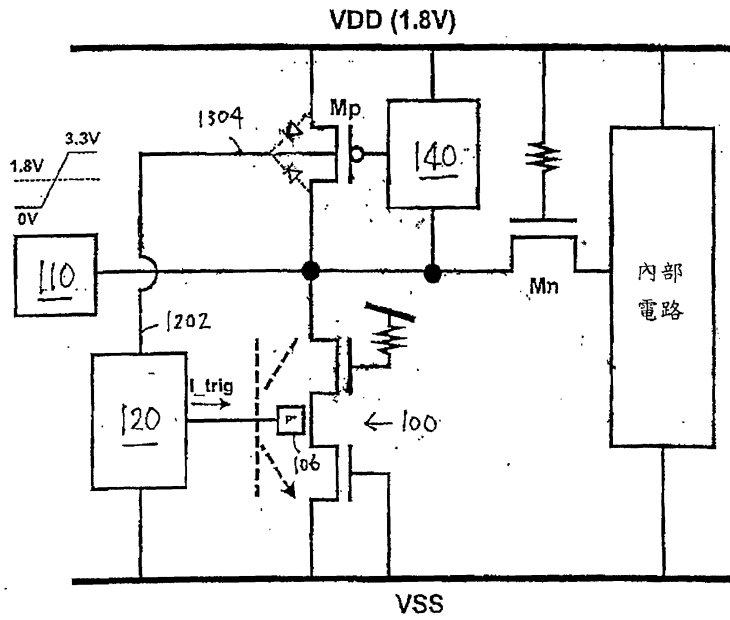 VDD (1.8V)
Mp
1304
140
3.3V
1.8V
0V
110
Mn
內部
電路
1202
I_trig
120
P+
100
106
VSS